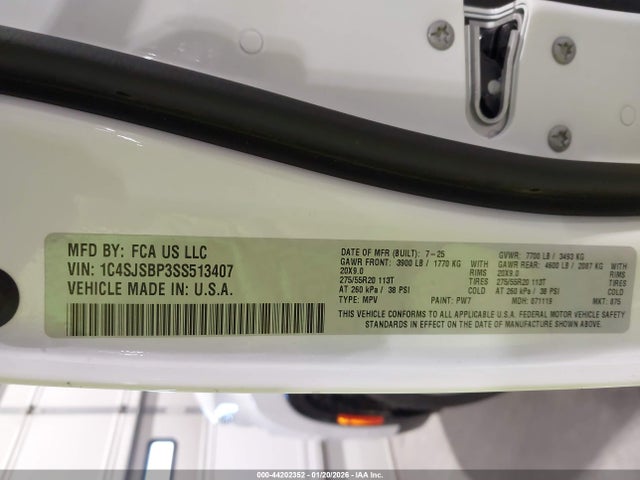 MFD BY: FCA US LLC
VIN: 1C4SJSBP3SS513407
VEHICLE MADE IN: U.S.A.
DATE OF MFR (BUILT): 7-25 GVWR: 7700 LB / 3493 KG
GAWR FRONT: 3900 LB / 1770 KG WITH GAWR REAR: 4600 LB / 2087 KG WITH
20X9.0 RIMS 20X9.0 RIMS
275/55R20 113T TIRES 275/55R20 113T TIRES
AT 260 kPa / 38 PSI COLD AT 260 kPa / 38 PSI COLD
TYPE: MPV PAINT: PW7 MDH: 071119 MKT: 875
THIS VEHICLE CONFORMS TO ALL APPLICABLE U.S.A. FEDERAL MOTOR VEHICLE SAFETY
STANDARDS IN EFFECT ON THE DATE OF MANUFACTURE SHOWN ABOVE.
000-44202352 - 01/20/2026 - IAA Inc.